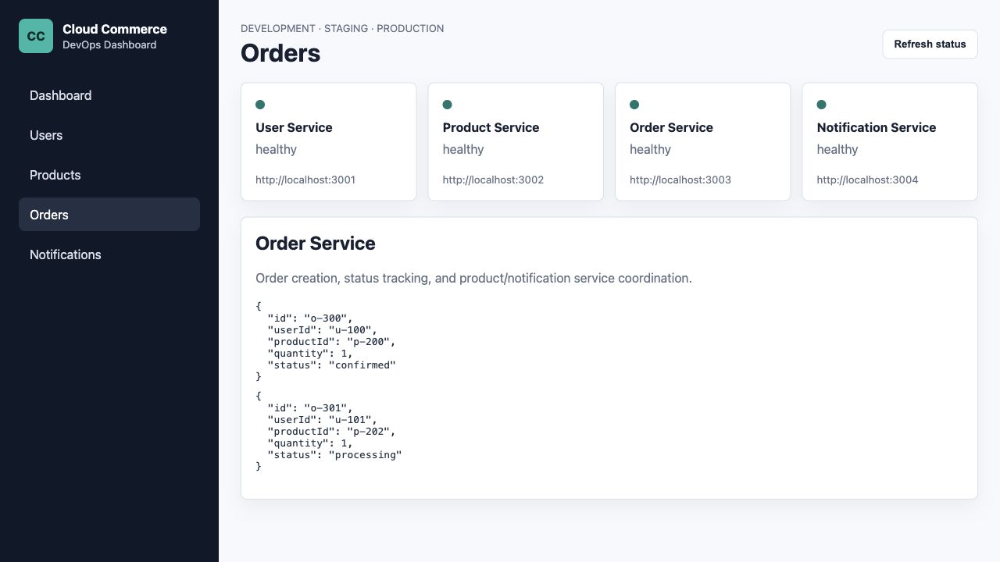 CC
Cloud Commerce
DevOps Dashboard
Dashboard
Users
Products
Orders
Notifications
DEVELOPMENT · STAGING · PRODUCTION
Orders
Refresh status
User Service
healthy
http://localhost:3001
Product Service
healthy
http://localhost:3002
Order Service
healthy
http://localhost:3003
Notification Service
healthy
http://localhost:3004
Order Service
Order creation, status tracking, and product/notification service coordination.
{
  "id": "o-300",
  "userId": "u-100",
  "productId": "p-200",
  "quantity": 1,
  "status": "confirmed"
}
{
  "id": "o-301",
  "userId": "u-101",
  "productId": "p-202",
  "quantity": 1,
  "status": "processing"
}